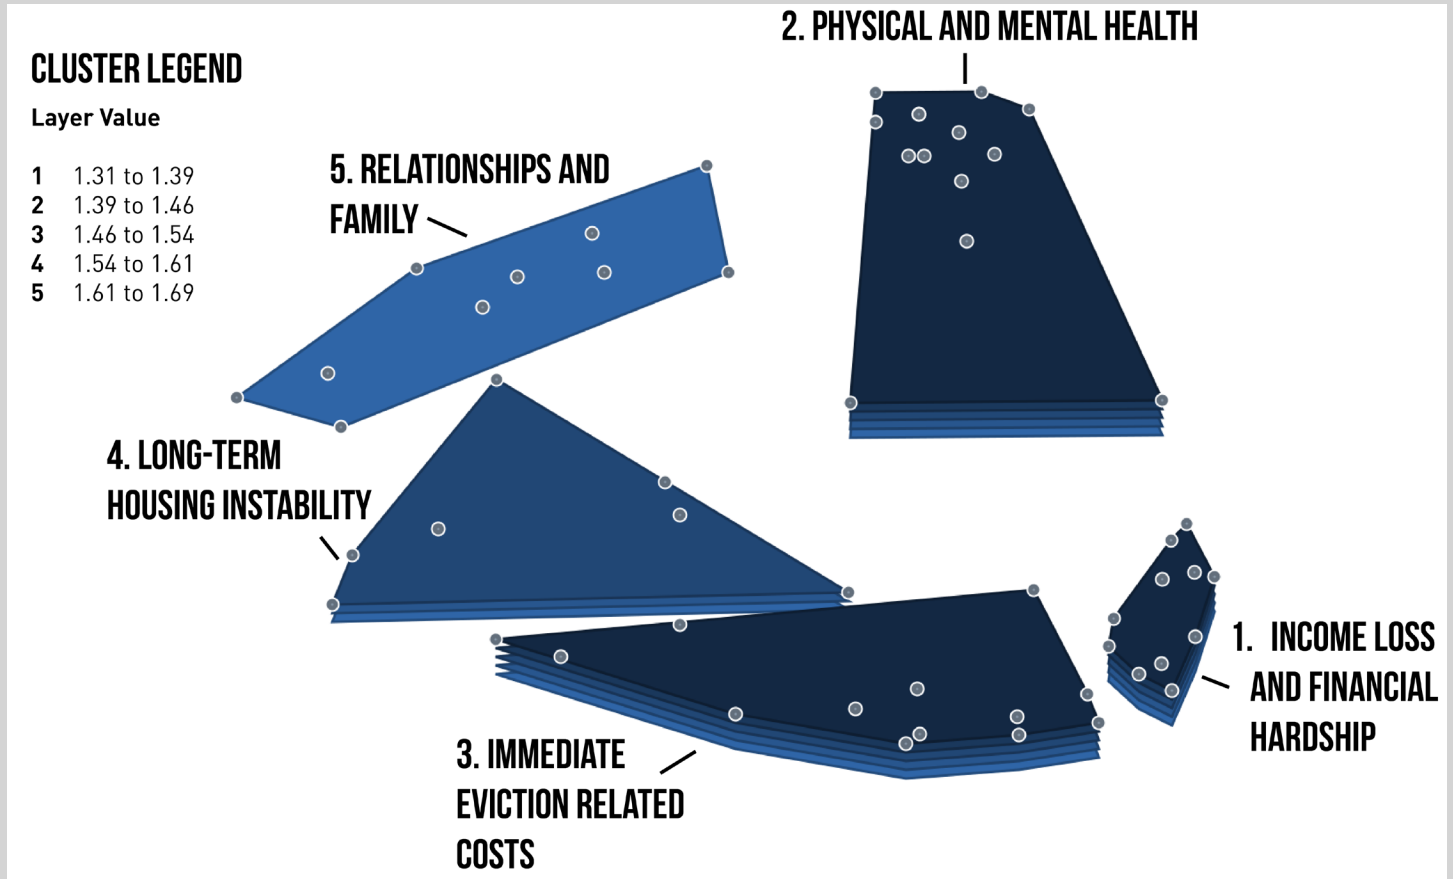 2. PHYSICAL AND MENTAL HEALTH
CLUSTER LEGEND
Layer Value
1 1.31 to 1.39
2 1.39 to 1.46
3 1.46 to 1.54
4 1.54 to 1.61
5 1.61 to 1.69
5. RELATIONSHIPS AND
FAMILY
4. LONG-TERM
HOUSING INSTABILITY
1. INCOME LOSS
AND FINANCIAL
HARDSHIP
3. IMMEDIATE
EVICTION RELATED
COSTS